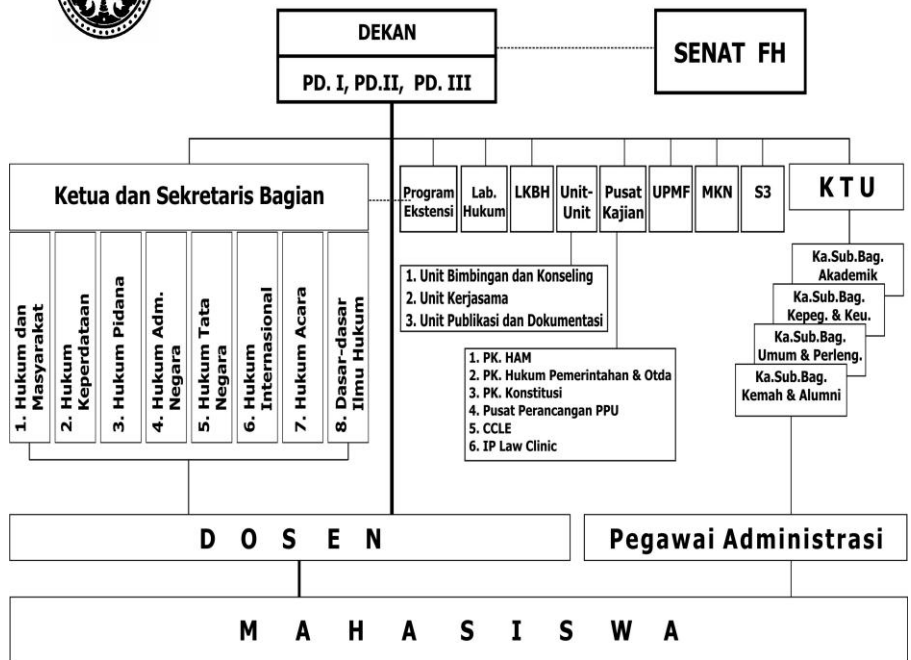 DEKAN
PD. I, PD.II, PD. III
SENAT FH
Ketua dan Sekretaris Bagian
1. Hukum dan
Masyarakat
2. Hukum
Keperdataan
3. Hukum Pidana
4. Hukum Adm.
Negara
5. Hukum Tata
Negara
6. Hukum
Internasional
7. Hukum Acara
8. Dasar-dasar
Ilmu Hukum
Program
Ekstensi
Lab.
Hukum
LKBH
Unit-
Unit
Pusat
Kajian
UPMF
MKN
S3
KTU
1. Unit Bimbingan dan Konseling
2. Unit Kerjasama
3. Unit Publikasi dan Dokumentasi
1. PK. HAM
2. PK. Hukum Pemerintahan & Otda
3. PK. Konstitusi
4. Pusat Perancangan PPU
5. CCLE
6. IP Law Clinic
Ka.Sub.Bag.
Akademik
Ka.Sub.Bag.
Kepeg. & Keu.
Ka.Sub.Bag.
Umum & Perleng.
Ka.Sub.Bag.
Kemah & Alumni
DOSEN
Pegawai Administrasi
MAHASISWA